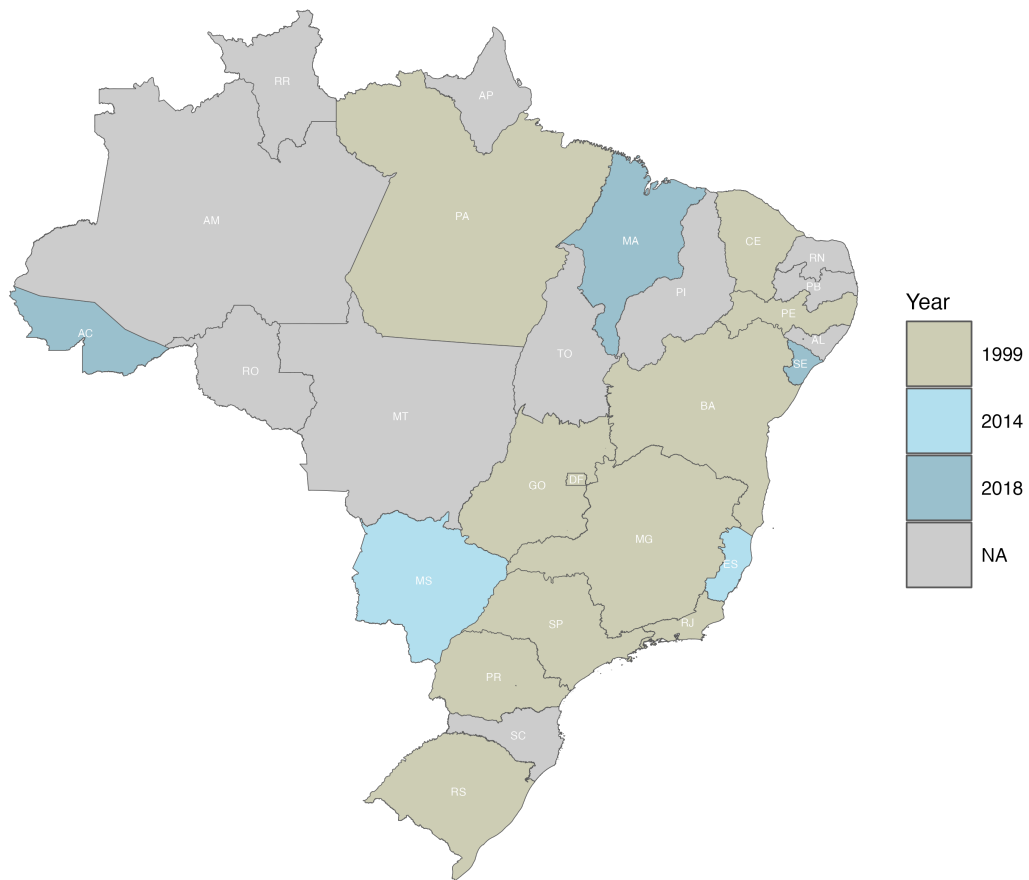 RR
AP
AM
PA
MA
CE
RN
PI
PB
PE
AC
AL
TO
SE
RO
BA
MT
GO
DF
MG
ES
MS
SP
RJ
PR
SC
RS
Year
1999
2014
2018
NA